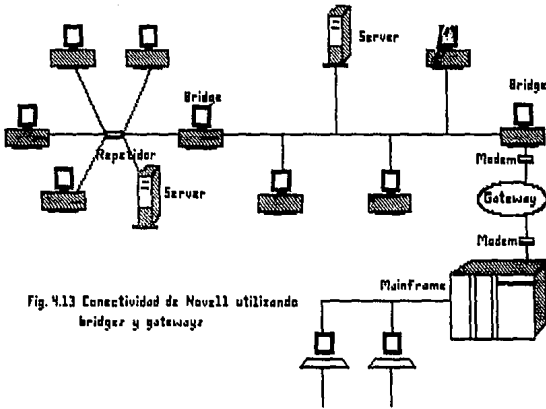 Server
Bridge
Bridge
Repetidor
Modem
Server
Gateway
Modem
Mainframe
Fig. 4.13 Conectividad de Novell utilizando
bridges y gateways